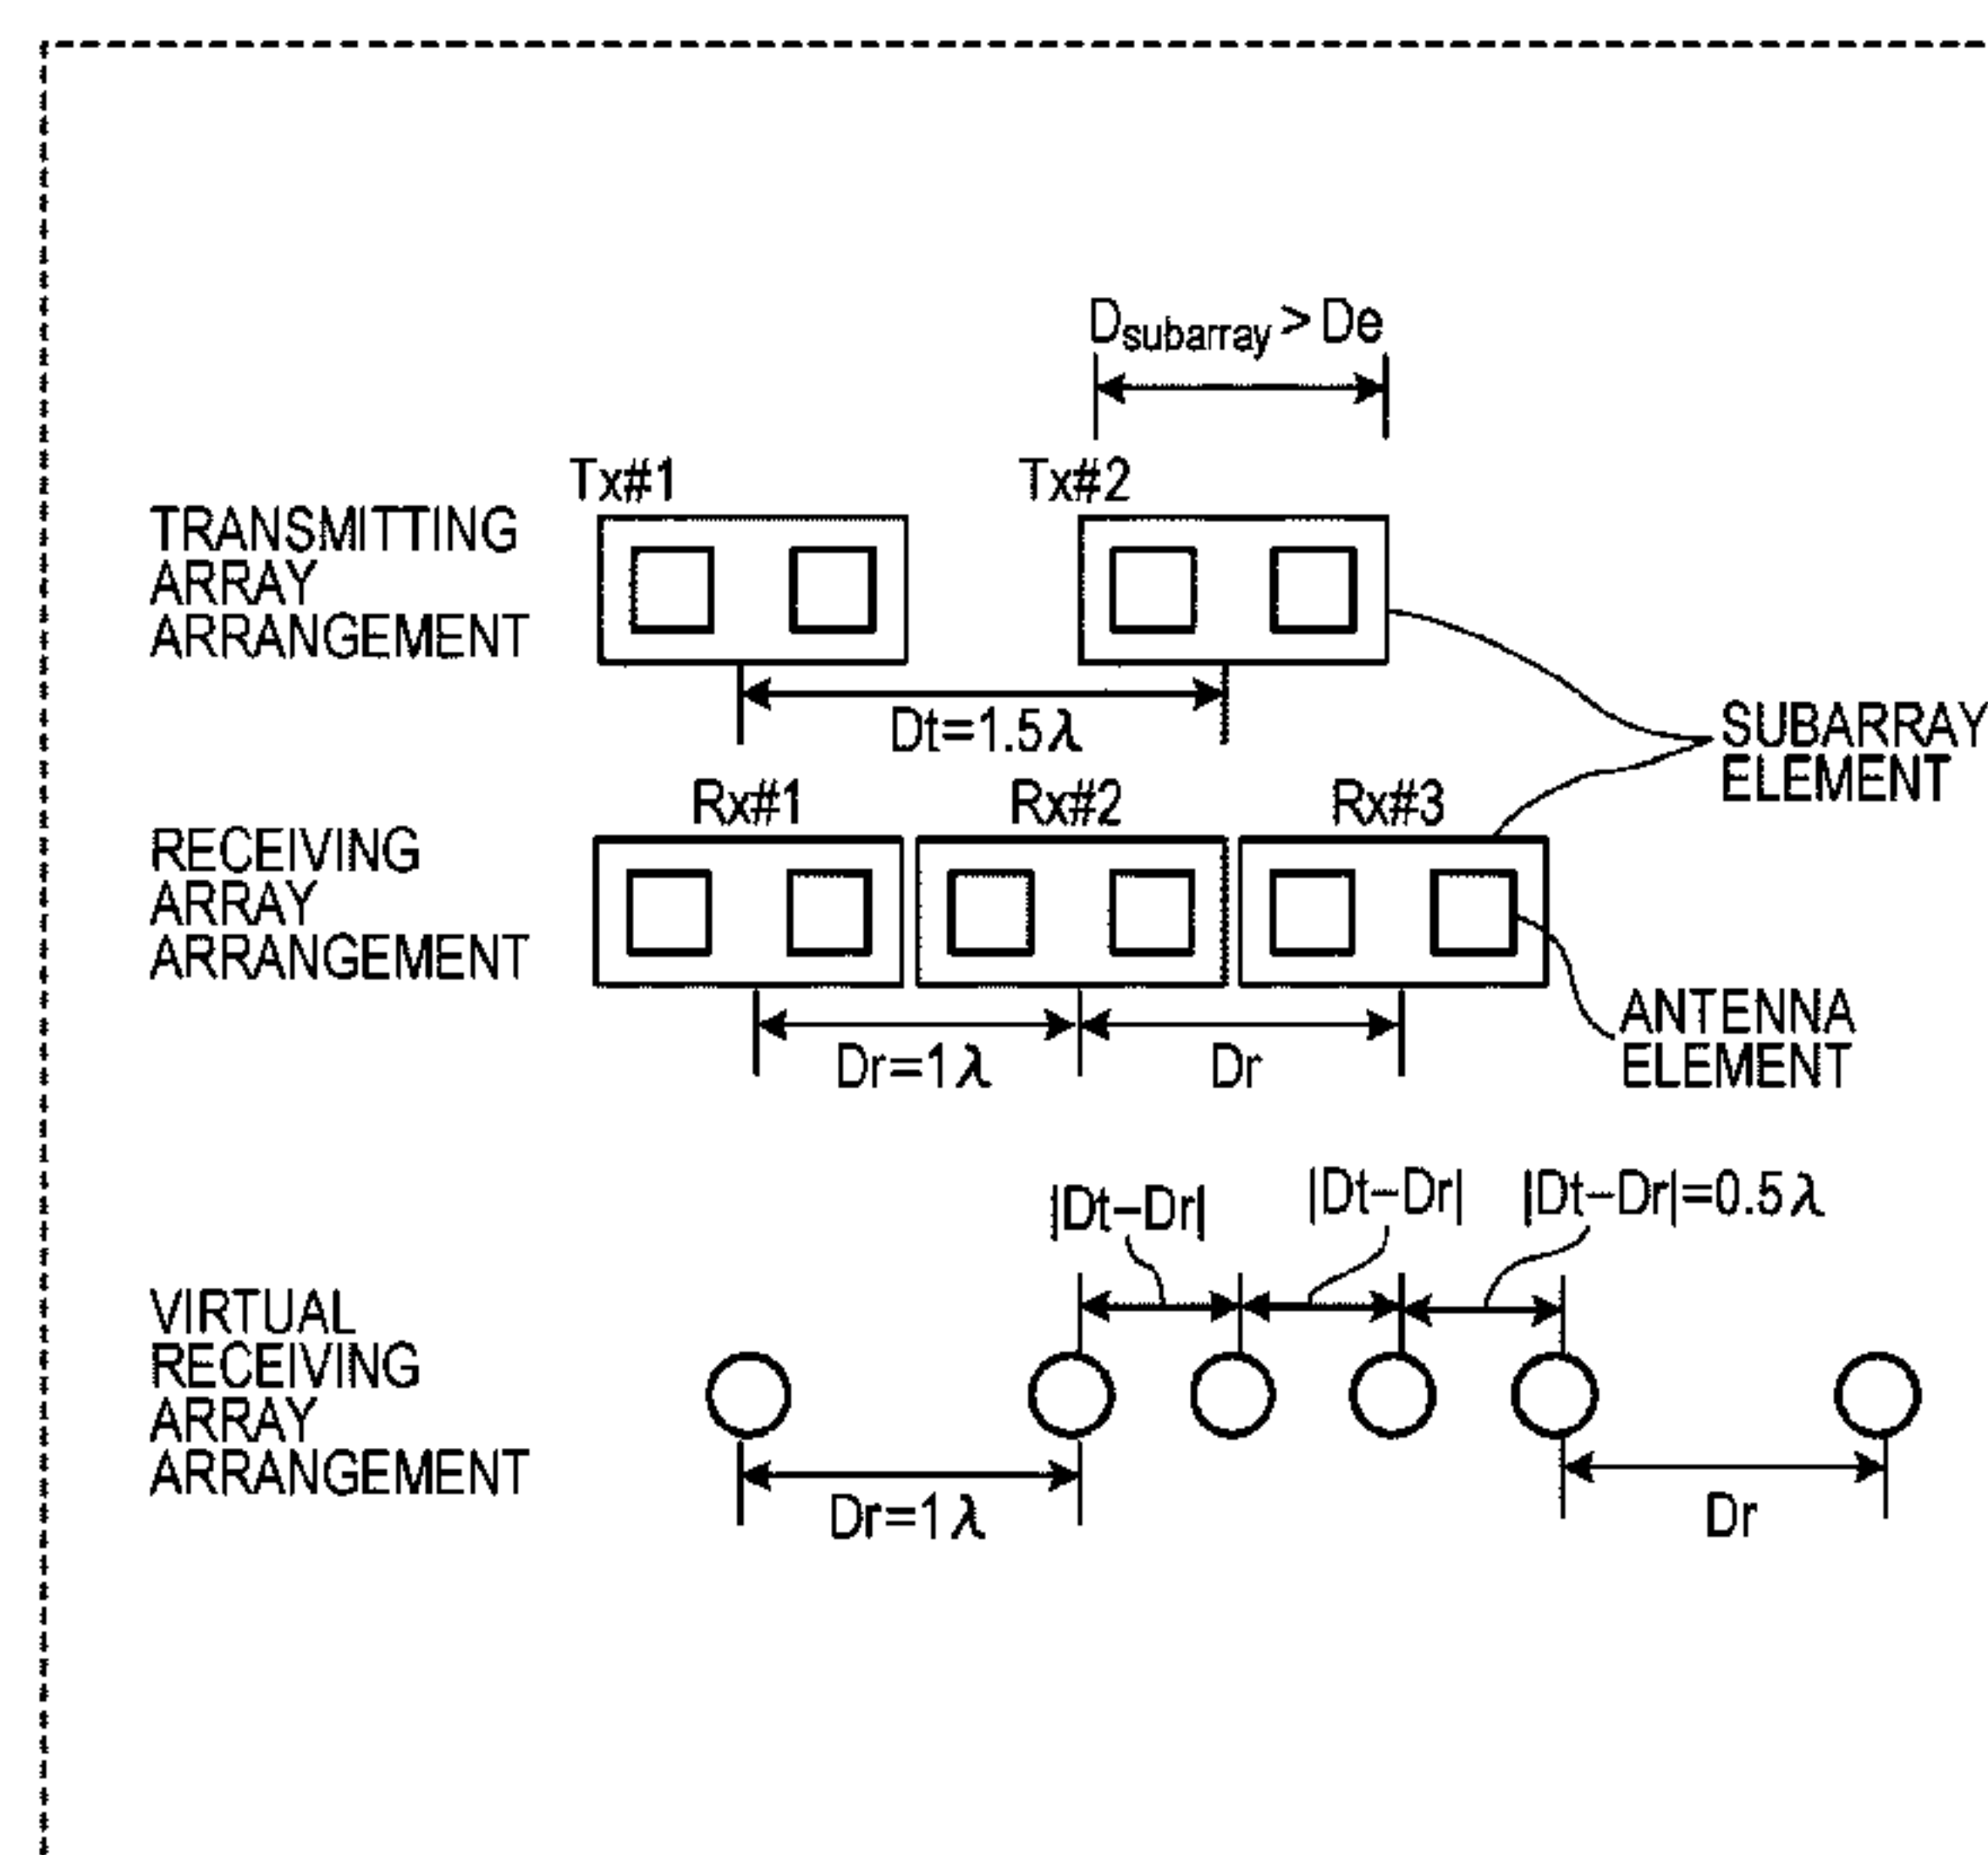 Dsubarray > De
Tx#1
Tx#2
TRANSMITTING
ARRAY
ARRANGEMENT
Dt=1.5λ
SUBARRAY
ELEMENT
Rx#1
Rx#2
Rx#3
RECEIVING
ARRAY
ARRANGEMENT
Dr=1λ
Dr
ANTENNA
ELEMENT
|Dt-Dr|
|Dt-Dr|
|Dt-Dr|=0.5λ
VIRTUAL
RECEIVING
ARRAY
ARRANGEMENT
Dr=1λ
Dr